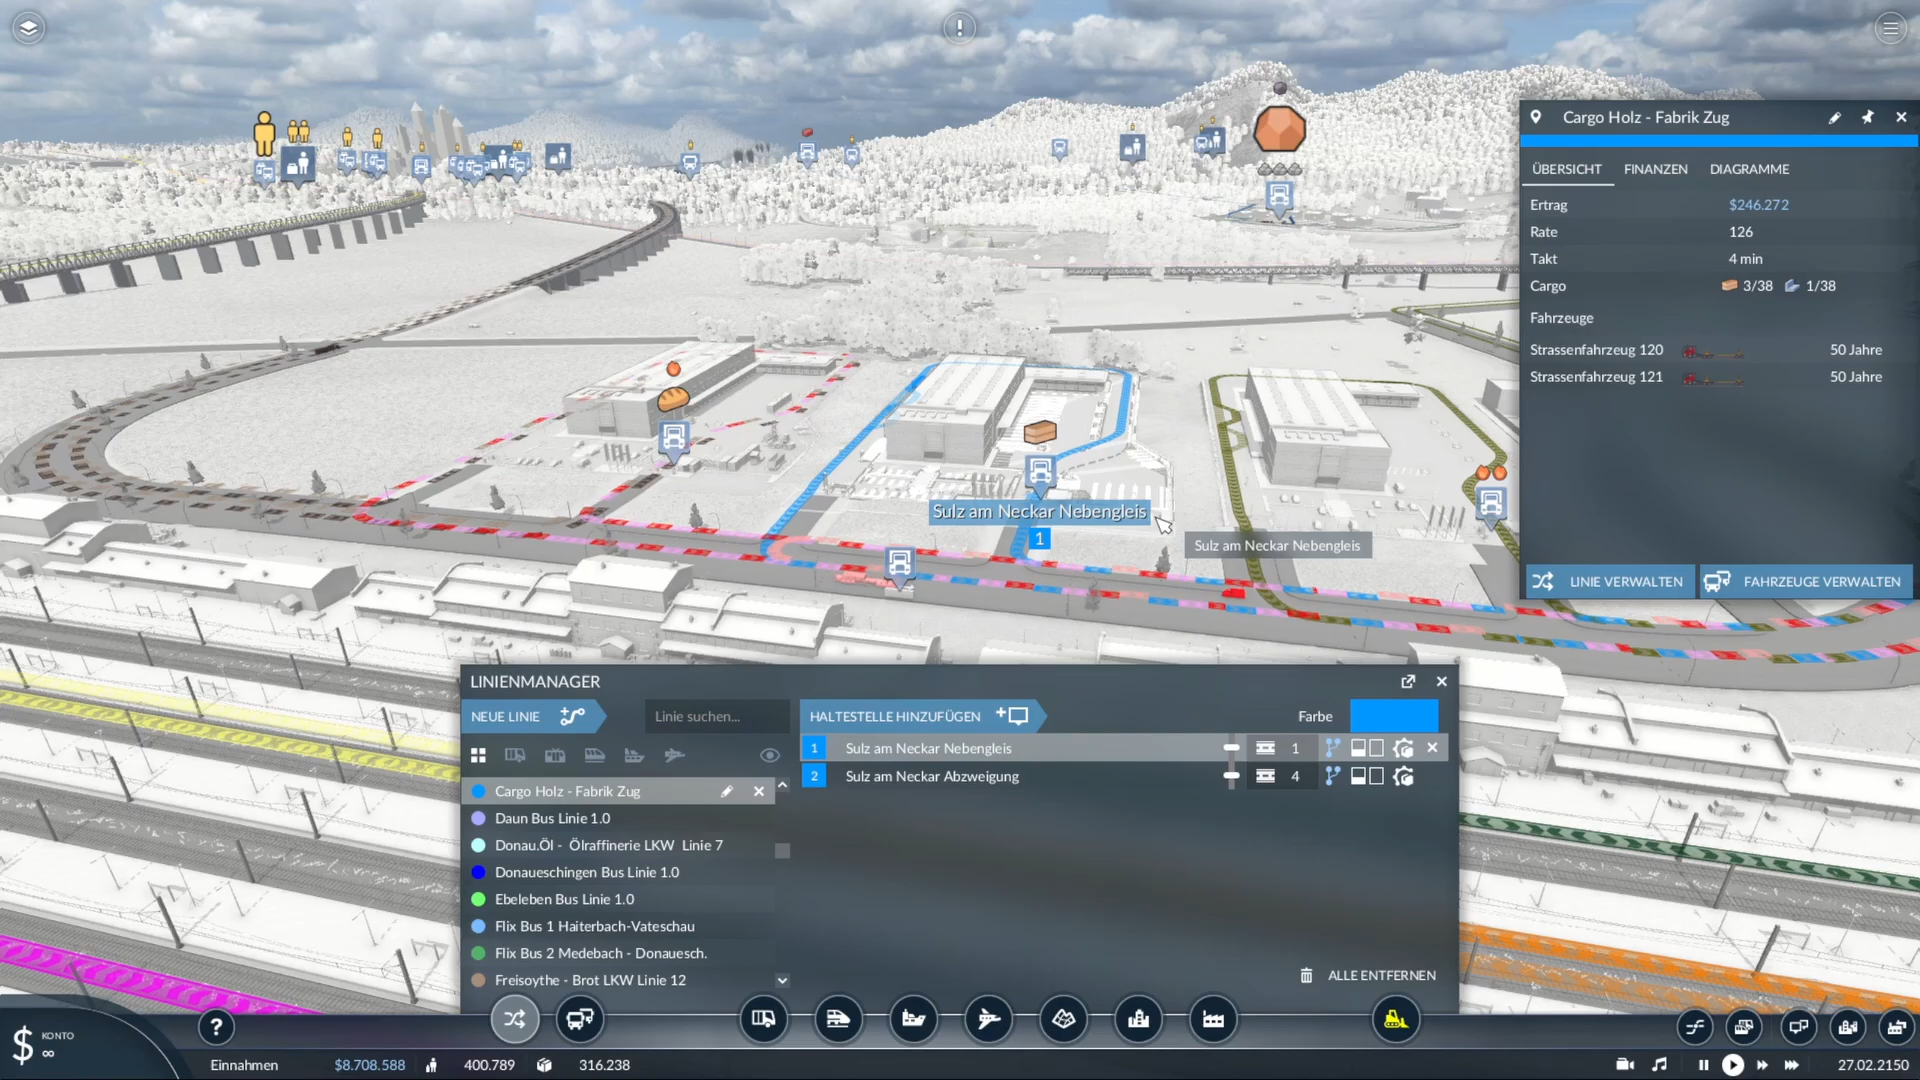 Cargo Holz - Fabrik Zug
ÜBERSICHT FINANZEN DIAGRAMME
Ertrag $246.272
Rate 126
Takt 4 min
Cargo 3/38 1/38
Fahrzeuge
Strassenfahrzeug 120 50 Jahre
Strassenfahrzeug 121 50 Jahre
LINIE VERWALTEN FAHRZEUGE VERWALTEN
Sulz am Neckar Nebengleis
1
Sulz am Neckar Nebengleis
LINIENMANAGER
NEUE LINIE Linie suchen... HALTESTELLE HINZUFÜGEN Farbe
1 Sulz am Neckar Nebengleis 1
2 Sulz am Neckar Abzweigung 4
Cargo Holz - Fabrik Zug
Daun Bus Linie 1.0
Donau.Öl - Ölraffinerie LKW Linie 7
Donaueschingen Bus Linie 1.0
Ebeleben Bus Linie 1.0
Flix Bus 1 Haiterbach-Vateschau
Flix Bus 2 Medebach - Donauesch.
Freisoythe - Brot LKW Linie 12
ALLE ENTFERNEN
$ KONTO
∞
?
Einnahmen $8.708.588 400.789 316.238 27.02.2150